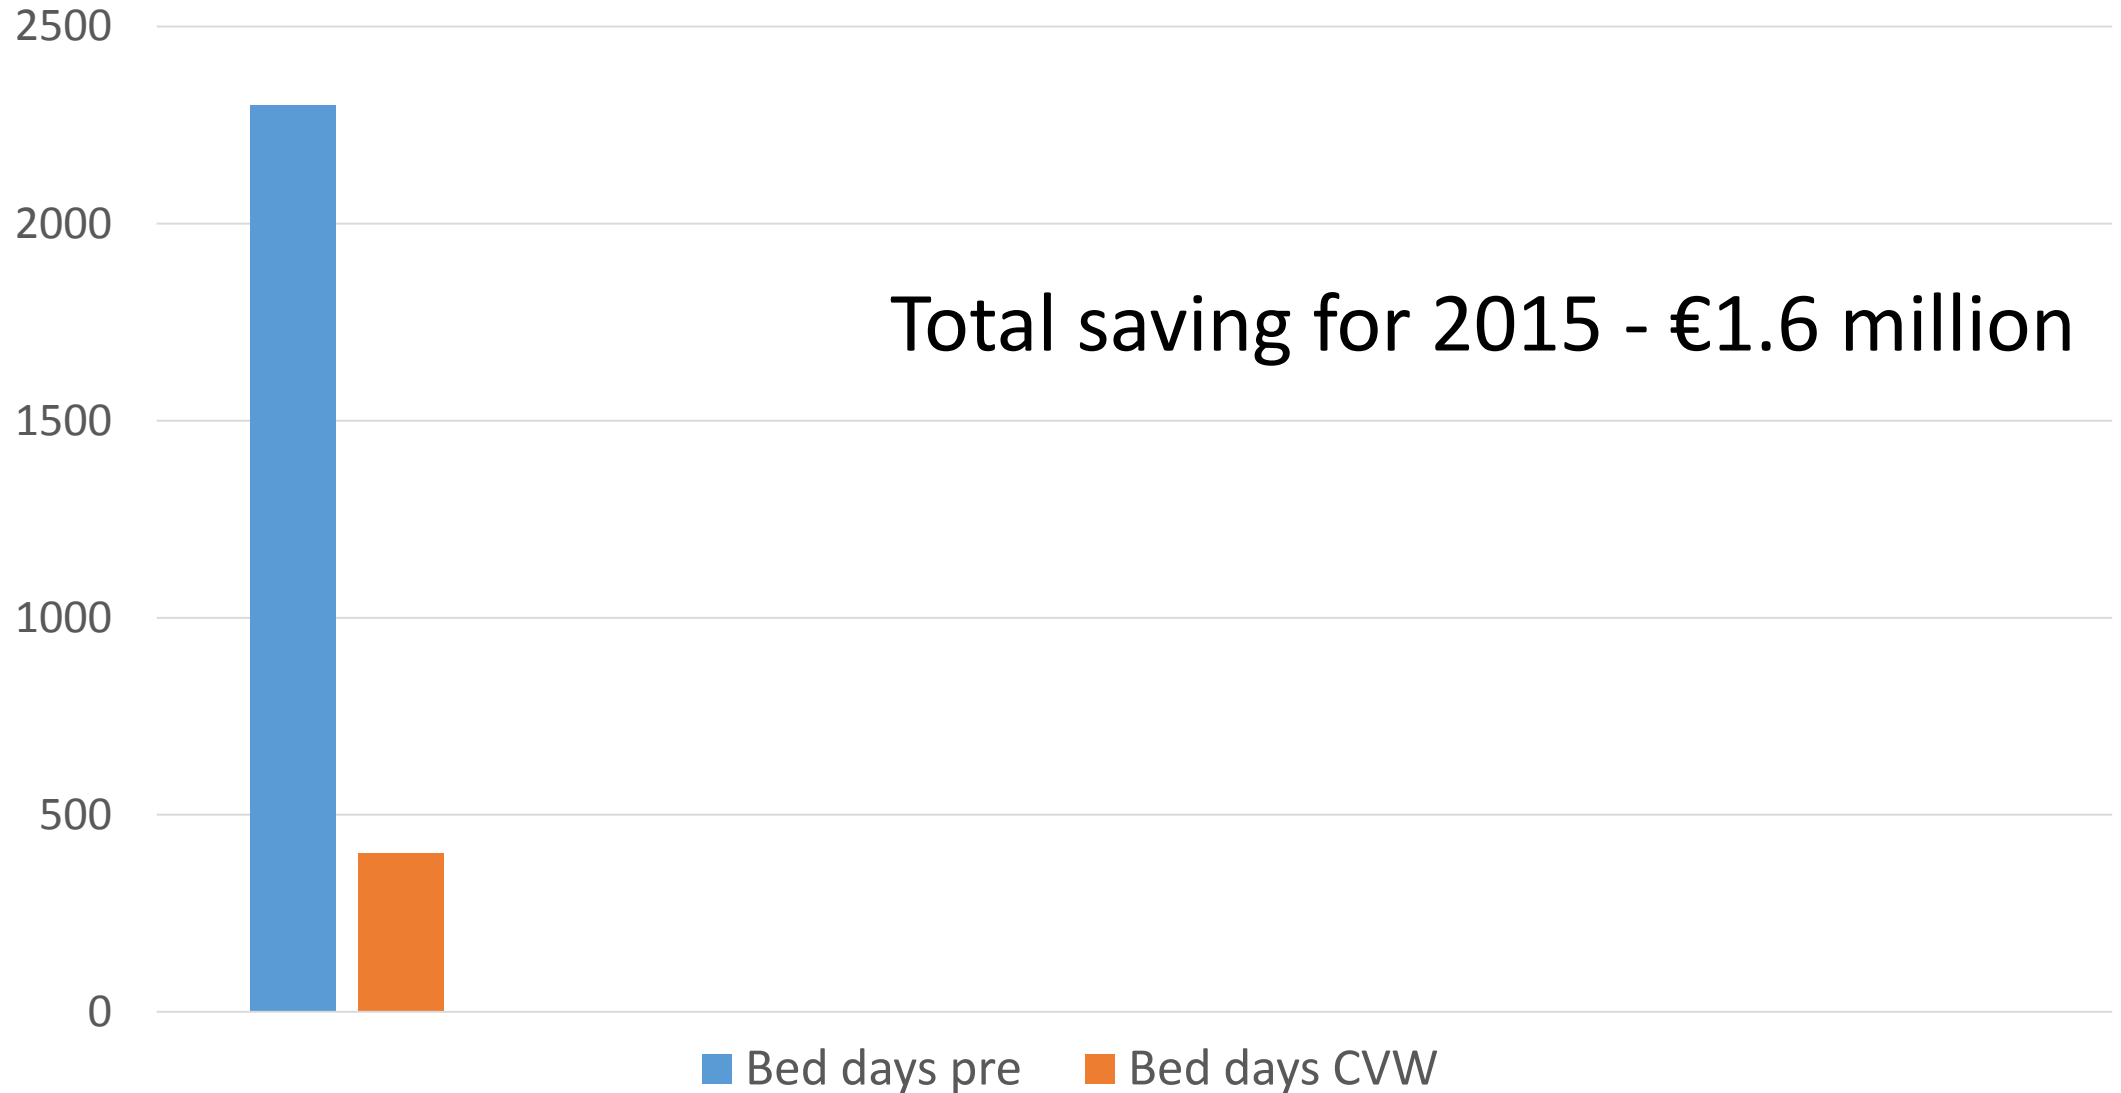 2500
2000
Total saving for 2015 - €1.6 million
1500
1000
500
0
Bed days pre
Bed days CVW